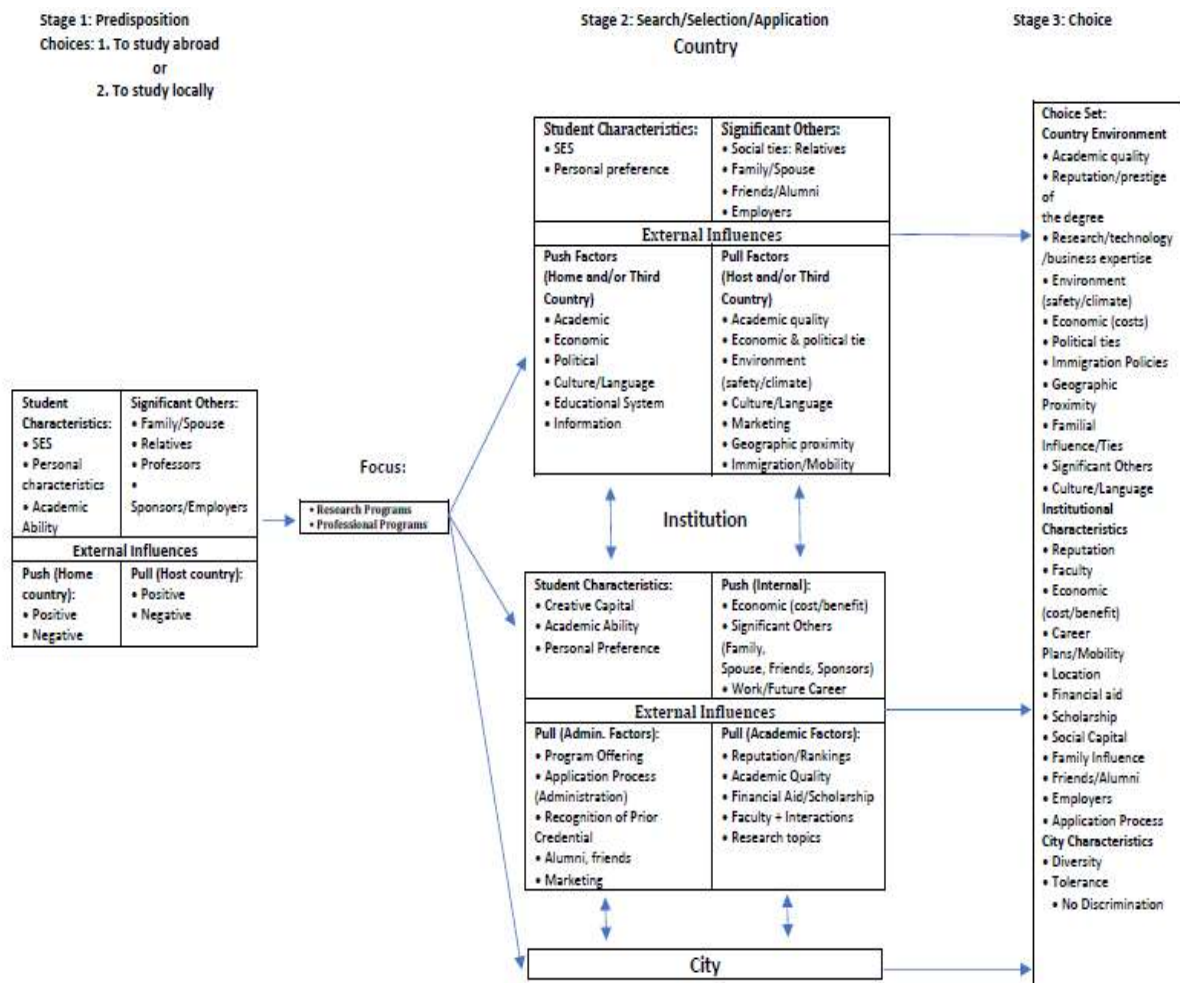 Stage 1: Predisposition
Choices: 1. To study abroad
or
2. To study locally
Student
Characteristics:
• SES
• Personal
characteristics
• Academic
Ability
Significant Others:
• Family/Spouse
• Relatives
• Professors
•
Sponsors/Employers
External Influences
Push (Home
country):
• Positive
• Negative
Pull (Host country):
• Positive
• Negative
Focus:
• Research Programs
• Professional Programs
Stage 2: Search/Selection/Application
Country
Student Characteristics:
• SES
• Personal preference
Significant Others:
• Social ties: Relatives
• Family/Spouse
• Friends/Alumni
• Employers
External Influences
Push Factors
(Home and/or Third
Country)
• Academic
• Economic
• Political
• Culture/Language
• Educational System
• Information
Pull Factors
(Host and/or Third
Country)
• Academic quality
• Economic & political tie
• Environment
(safety/climate)
• Culture/Language
• Marketing
• Geographic proximity
• Immigration/Mobility
Institution
Student Characteristics:
• Creative Capital
• Academic Ability
• Personal Preference
Push (Internal):
• Economic (cost/benefit)
• Significant Others
(Family,
Spouse, Friends, Sponsors)
• Work/Future Career
External Influences
Pull (Admin. Factors):
• Program Offering
• Application Process
(Administration)
• Recognition of Prior
Credential
• Alumni, friends
• Marketing
Pull (Academic Factors):
• Reputation/Rankings
• Academic Quality
• Financial Aid/Scholarship
• Faculty + Interactions
• Research topics
City
Stage 3: Choice
Choice Set:
Country Environment
• Academic quality
• Reputation/prestige
of
the degree
• Research/technology
/business expertise
• Environment
(safety/climate)
• Economic (costs)
• Political ties
• Immigration Policies
• Geographic
Proximity
• Familial
Influence/Ties
• Significant Others
• Culture/Language
Institutional
Characteristics
• Reputation
• Faculty
• Economic
(cost/benefit)
• Career
Plans/Mobility
• Location
• Financial aid
• Scholarship
• Social Capital
• Family Influence
• Friends/Alumni
• Employers
• Application Process
City Characteristics
• Diversity
• Tolerance
• No Discrimination